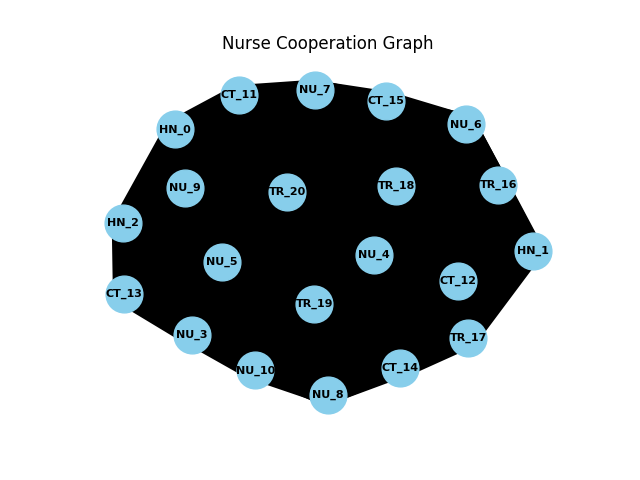 Nurse Cooperation Graph
NU_7
CT_11
CT_15
NU_6
HN_0
TR_16
TR_18
NU_9
TR_20
HN_2
HN_1
NU_4
NU_5
CT_12
CT_13
TR_19
NU_3
TR_17
CT_14
NU_10
NU_8